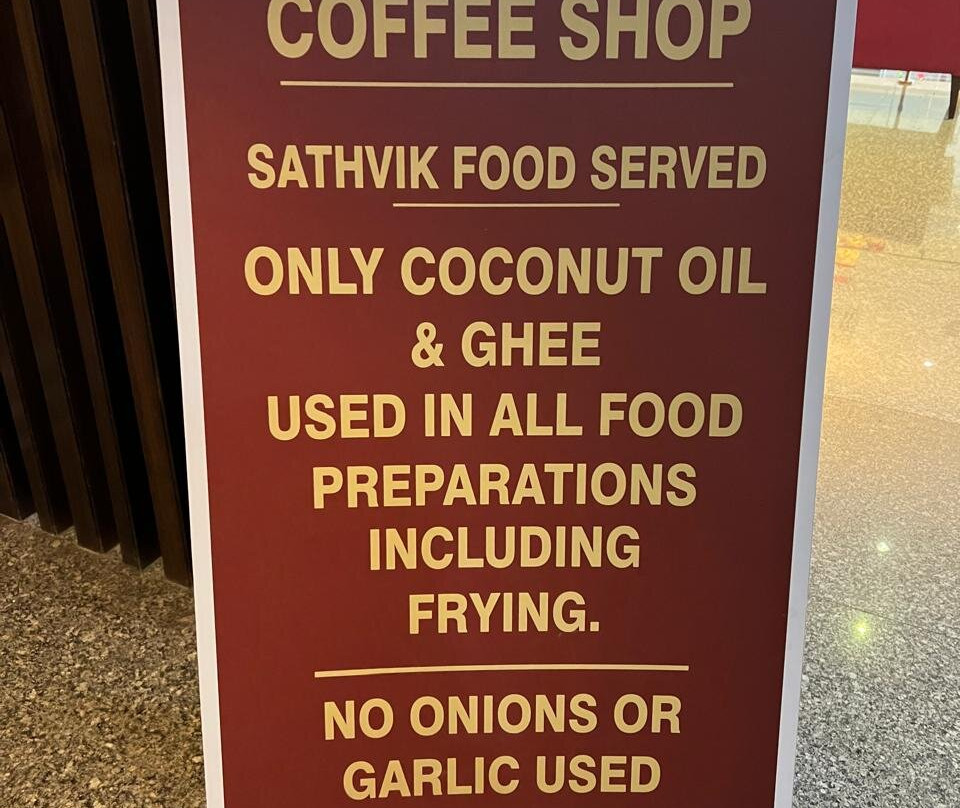 COFFEE SHOP
SATHVIK FOOD SERVED
ONLY COCONUT OIL
& GHEE
USED IN ALL FOOD
PREPARATIONS
INCLUDING
FRYING.
NO ONIONS OR
GARLIC USED